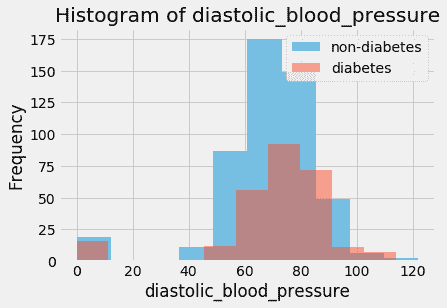 Histogram of diastolic_blood_pressure
non-diabetes
diabetes
175
150
125
100
75
50
25
0
Frequency
0 20 40 60 80 100 120
diastolic_blood_pressure